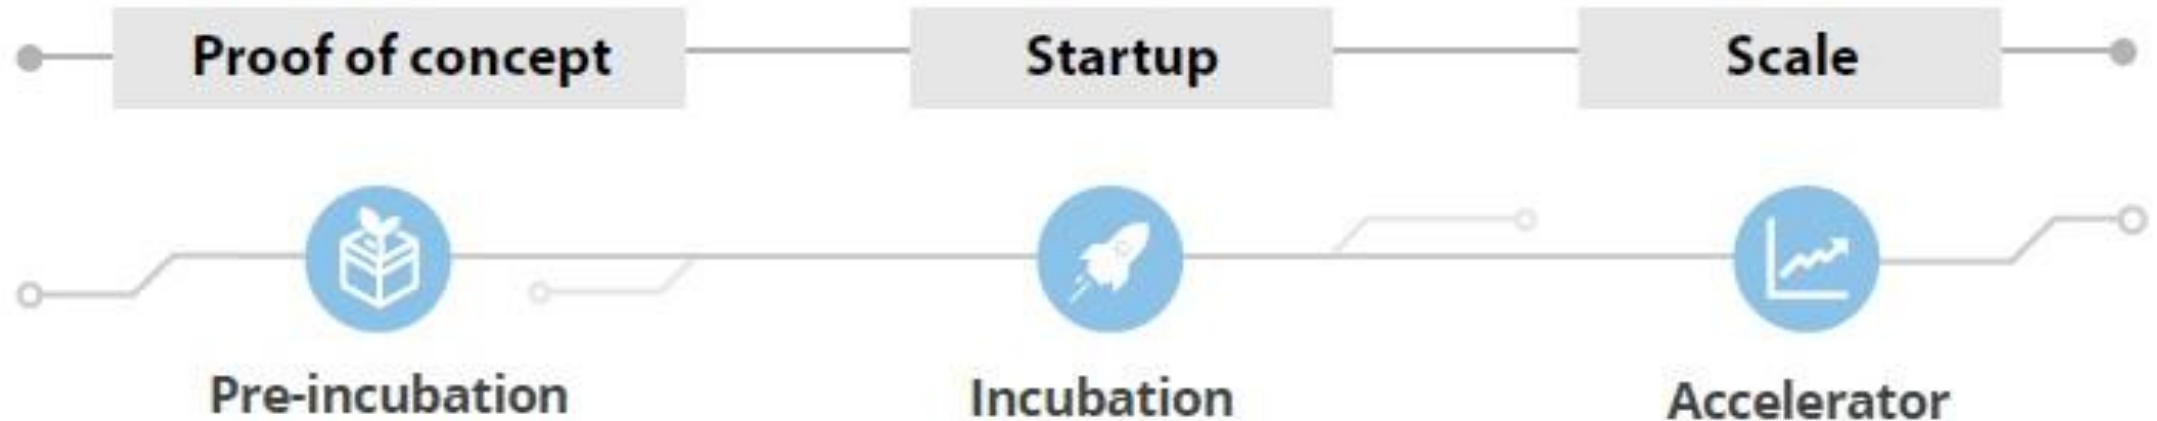 Proof of concept
Startup
Scale
Pre-incubation
Incubation
Accelerator